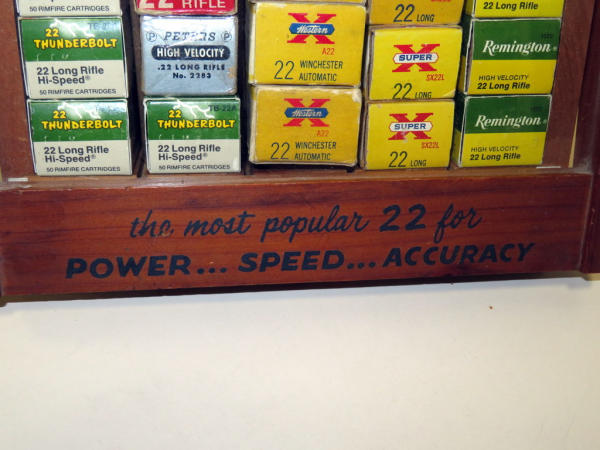 50 RIMFIRE CARTRIDGES
22
RIFLE
22 LONG
22
THUNDERBOLT
22 Long Rifle
Hi-Speed®
50 RIMFIRE CARTRIDGES
P PETERS P
HIGH VELOCITY
.22 LONG RIFLE
No. 2283
X
Western
A22
22 WINCHESTER
AUTOMATIC
X
SUPER
SX22L
22 LONG
Remington
HIGH VELOCITY
22 Long Rifle
22
THUNDERBOLT
22 Long Rifle
Hi-Speed®
50 RIMFIRE CARTRIDGES
TB-22A
22
THUNDERBOLT
22 Long Rifle
Hi-Speed®
50 RIMFIRE CARTRIDGES
X
Western
A22
22 WINCHESTER
AUTOMATIC
X
SUPER
SX22L
22 LONG
Remington
HIGH VELOCITY
22 Long Rifle
the most popular 22 for
POWER... SPEED... ACCURACY